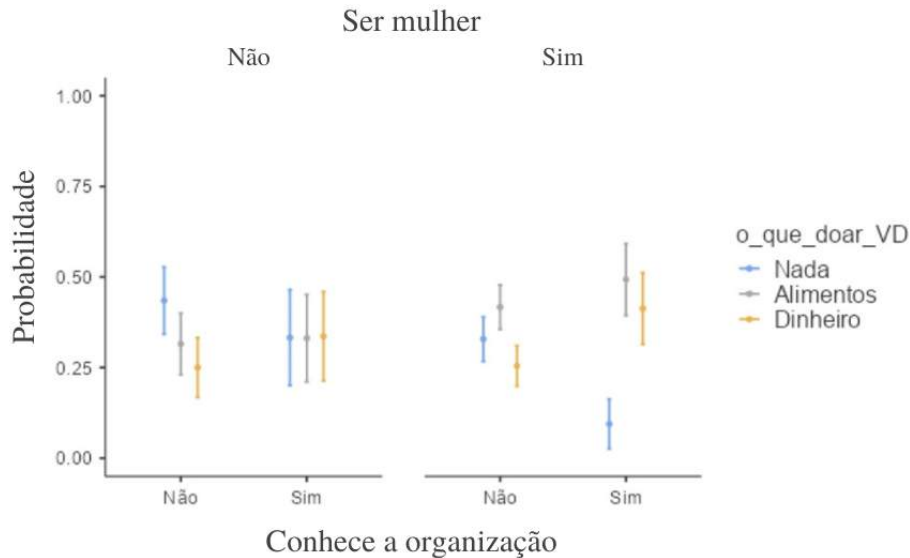 Ser mulher
Não Sim
Probabilidade
1.00
0.75
0.50
0.25
0.00
Não Sim Não Sim
Conhece a organização
o_que_doar_VD
Nada
Alimentos
Dinheiro